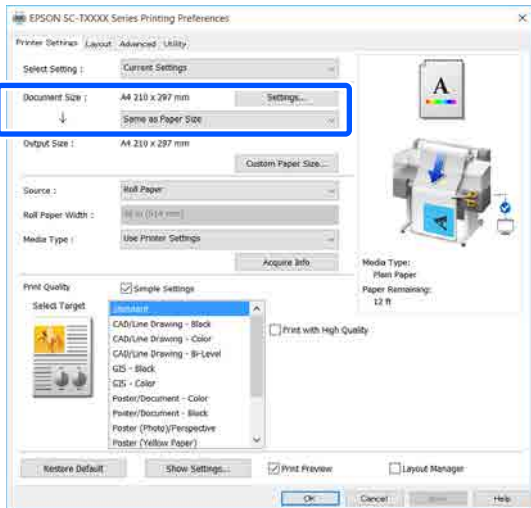 EPSON SC-TXXXX Series Printing Preferences
Printer Settings Layout Advanced Utility
Select Setting : Current Settings
Document Size : A4 210 x 297 mm Settings...
Same as Paper Size
Output Size : A4 210 x 297 mm
Custom Paper Size...
Source : Roll Paper
Roll Paper Width :
Media Type : Use Printer Settings
Acquire Info
Media Type:
Plain Paper
Paper Remaining:
12 ft
Print Quality Simple Settings
Select Target
Standard
CAD/Line Drawing - Black
CAD/Line Drawing - Color
CAD/Line Drawing - Bi-Level
GIS - Black
GIS - Color
Poster/Document - Color
Poster/Document - Black
Poster (Photo)/Perspective
Poster (Yellow Paper)
Print with High Quality
A
Restore Default Show Settings... Print Preview Layout Manager
OK Cancel Help